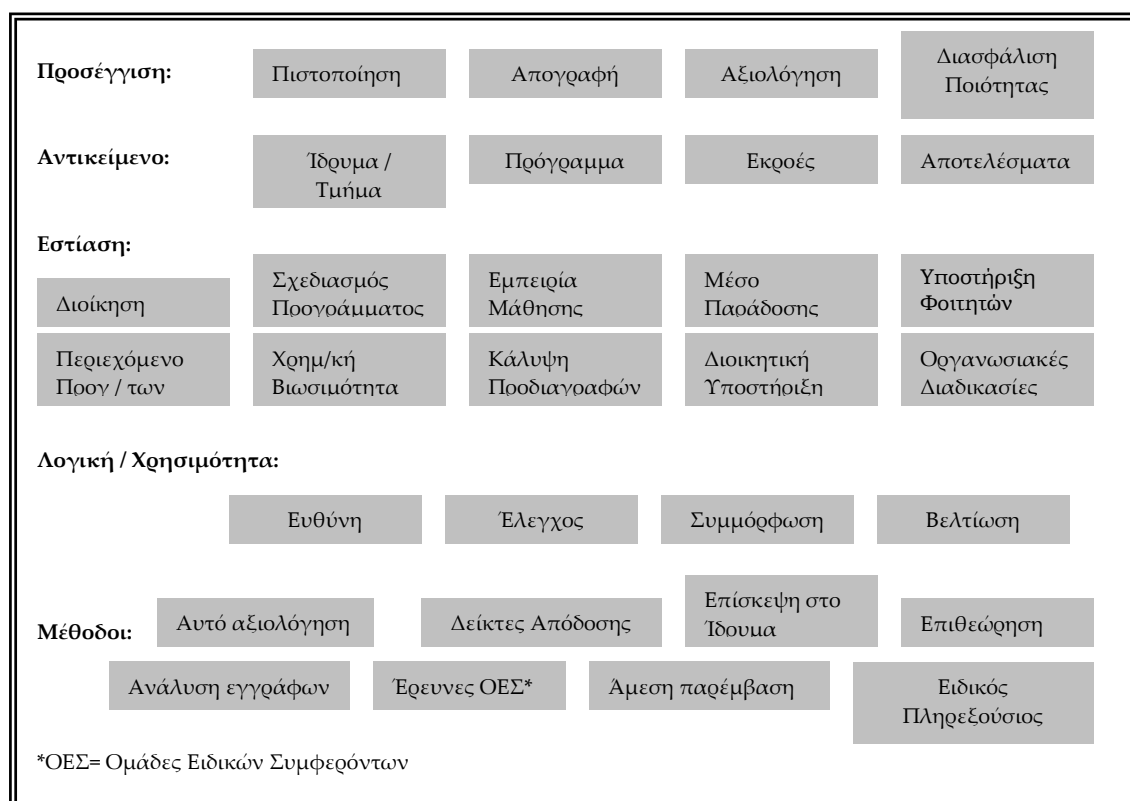 Προσέγγιση:
Πιστοποίηση
Απογραφή
Αξιολόγηση
Διασφάλιση
Ποιότητας
Αντικείμενο:
Ίδρυμα /
Τμήμα
Πρόγραμμα
Εκροές
Αποτελέσματα
Εστίαση:
Διοίκηση
Σχεδιασμός
Προγράμματος
Εμπειρία
Μάθησης
Μέσο
Παράδοσης
Υποστήριξη
Φοιτητών
Περιεχόμενο
Προγ / των
Χρημ/κή
Βιωσιμότητα
Κάλυψη
Προδιαγραφών
Διοικητική
Υποστήριξη
Οργανωσιακές
Διαδικασίες
Λογική / Χρησιμότητα:
Ευθύνη
Έλεγχος
Συμμόρφωση
Βελτίωση
Μέθοδοι:
Αυτό αξιολόγηση
Δείκτες Απόδοσης
Επίσκεψη στο
Ίδρυμα
Επιθεώρηση
Ανάλυση εγγράφων
Έρευνες ΟΕΣ*
Άμεση παρέμβαση
Ειδικός
Πληρεξούσιος
*ΟΕΣ= Ομάδες Ειδικών Συμφερόντων